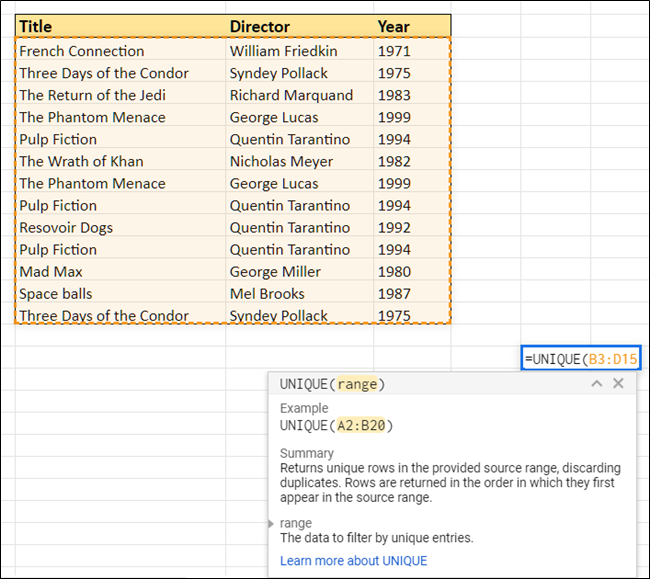 Title Director Year
French Connection William Friedkin 1971
Three Days of the Condor Syndey Pollack 1975
The Return of the Jedi Richard Marquand 1983
The Phantom Menace George Lucas 1999
Pulp Fiction Quentin Tarantino 1994
The Wrath of Khan Nicholas Meyer 1982
The Phantom Menace George Lucas 1999
Pulp Fiction Quentin Tarantino 1994
Resovoir Dogs Quentin Tarantino 1992
Pulp Fiction Quentin Tarantino 1994
Mad Max George Miller 1980
Space balls Mel Brooks 1987
Three Days of the Condor Syndey Pollack 1975
=UNIQUE(B3:D15
UNIQUE(range)
Example
UNIQUE(A2:B20)
Summary
Returns unique rows in the provided source range, discarding
duplicates. Rows are returned in the order in which they first
appear in the source range.
range
The data to filter by unique entries.
Learn more about UNIQUE